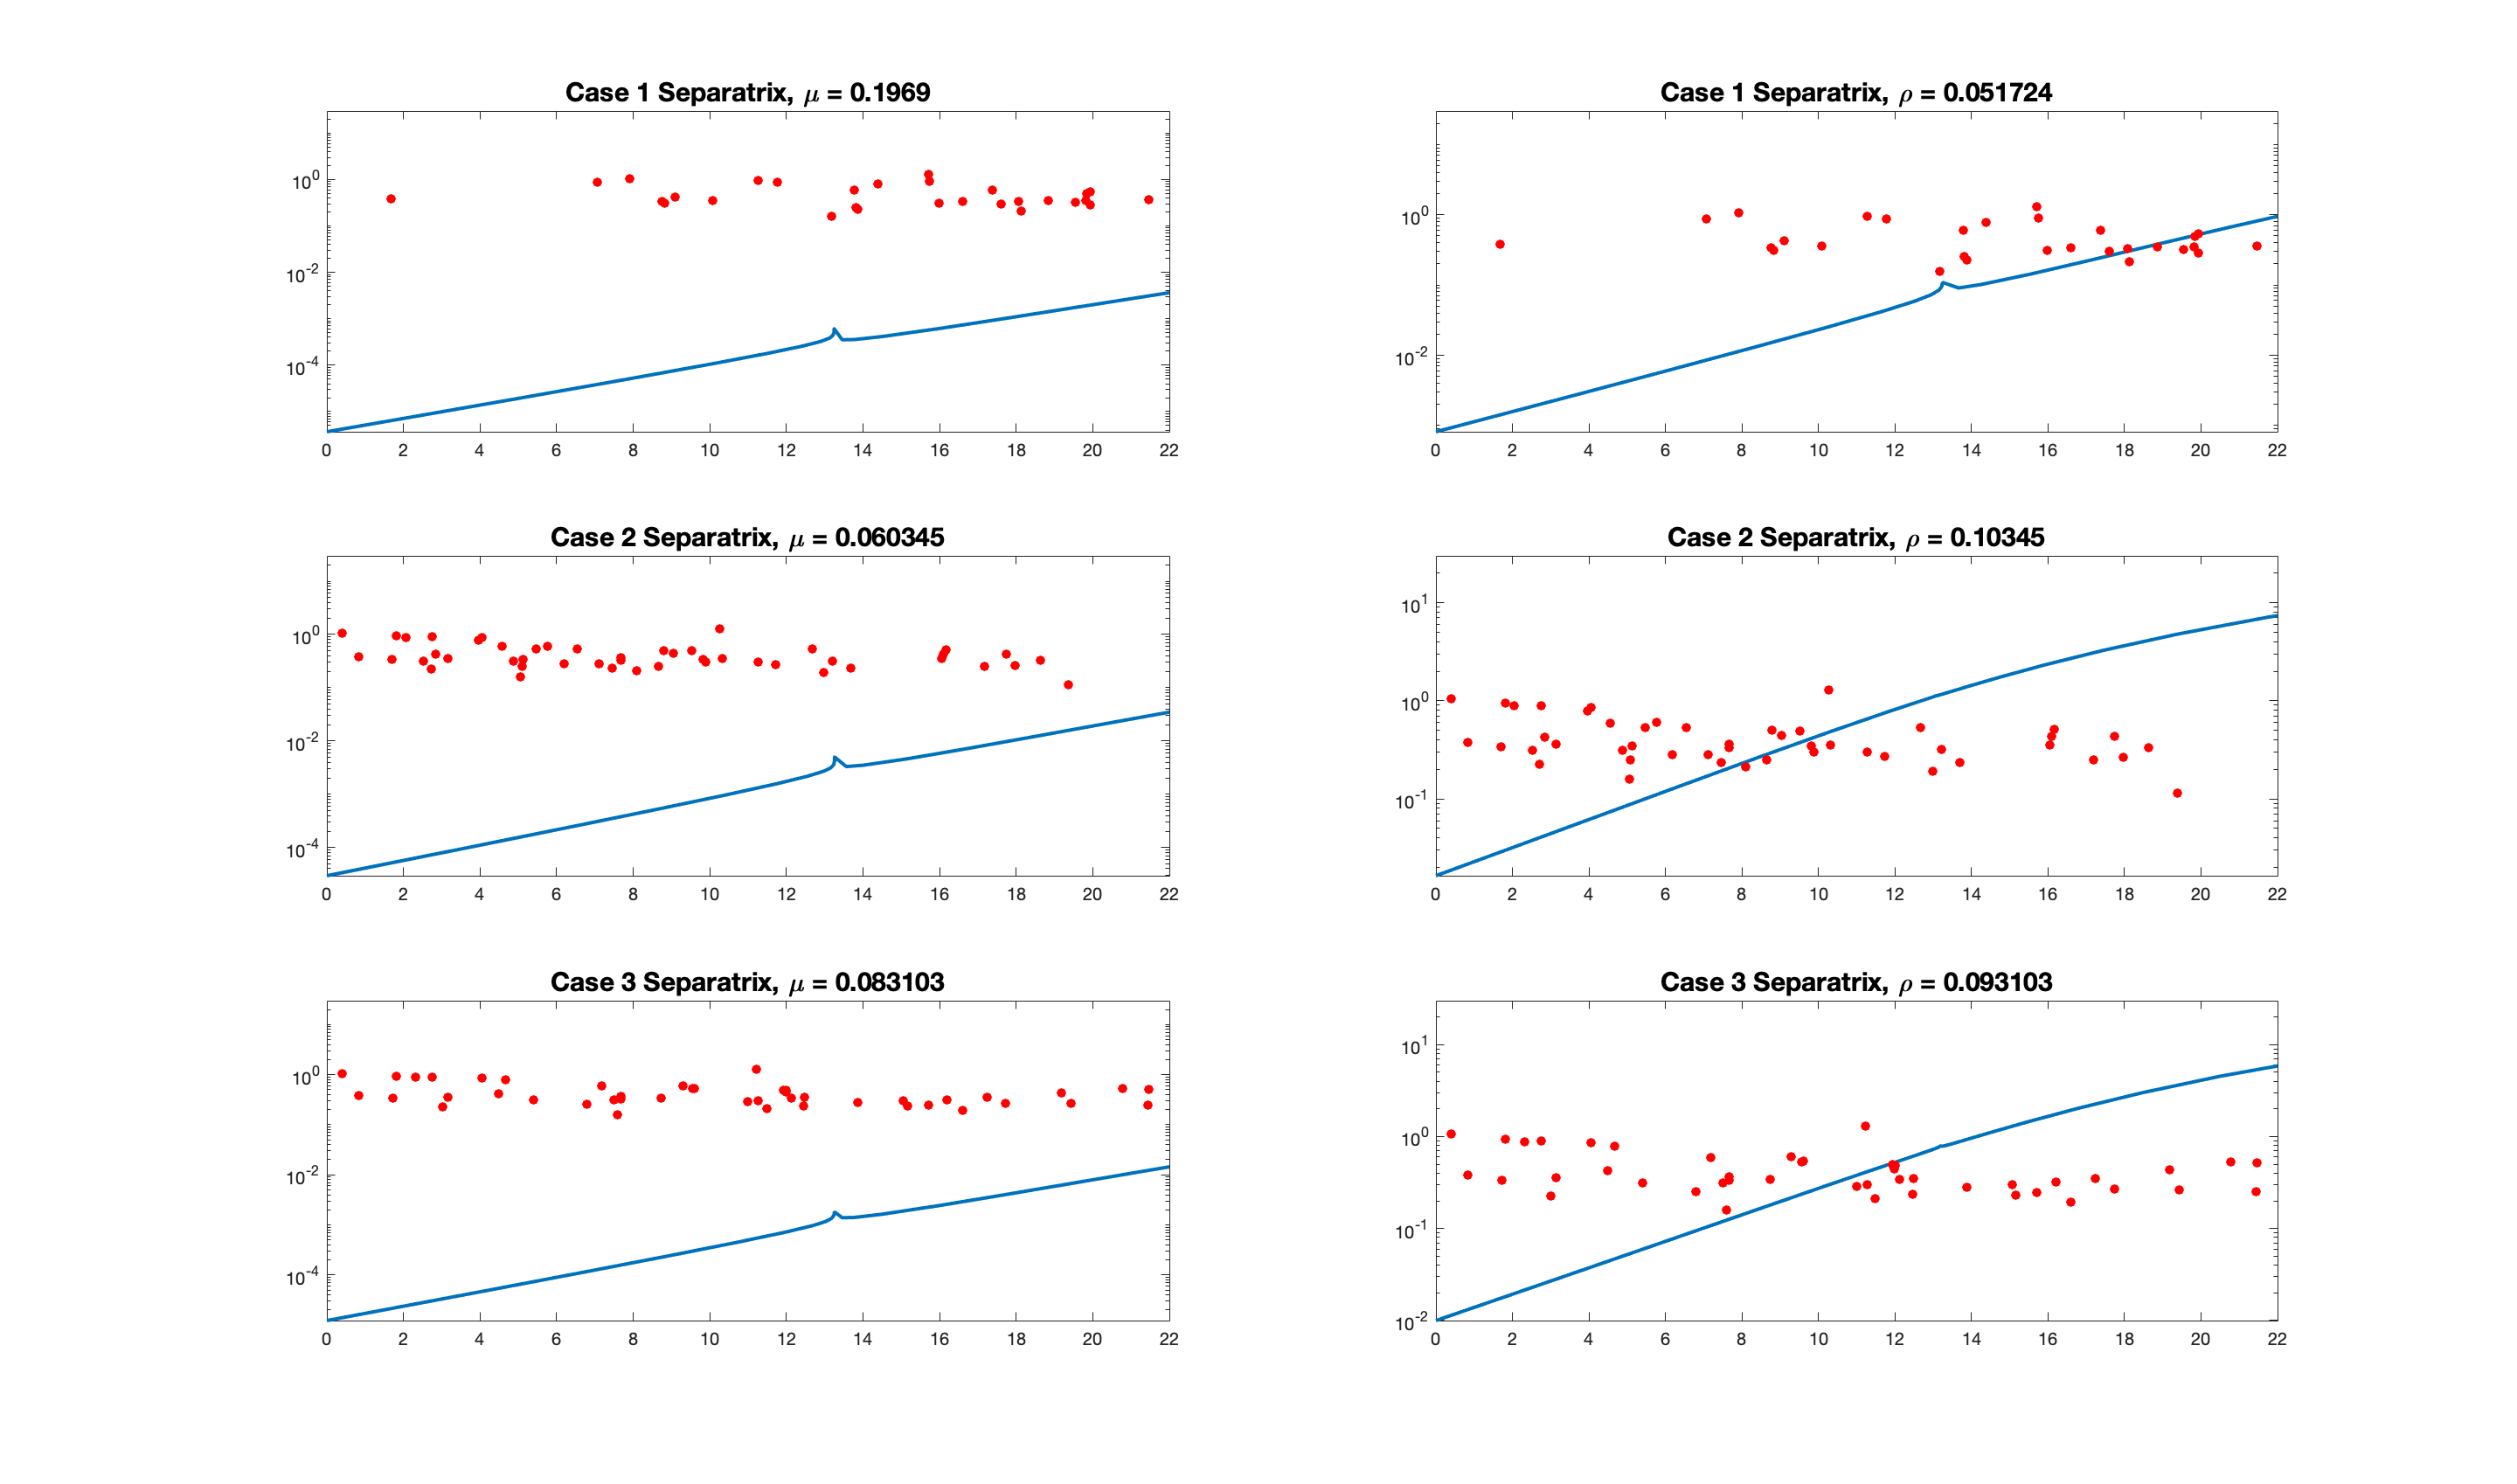 Case 1 Separatrix, μ = 0.1969
10^0
10^-2
10^-4
0 2 4 6 8 10 12 14 16 18 20 22
Case 1 Separatrix, ρ = 0.051724
10^0
10^-2
0 2 4 6 8 10 12 14 16 18 20 22
Case 2 Separatrix, μ = 0.060345
10^0
10^-2
10^-4
0 2 4 6 8 10 12 14 16 18 20 22
Case 2 Separatrix, ρ = 0.10345
10^1
10^0
10^-1
0 2 4 6 8 10 12 14 16 18 20 22
Case 3 Separatrix, μ = 0.083103
10^0
10^-2
10^-4
0 2 4 6 8 10 12 14 16 18 20 22
Case 3 Separatrix, ρ = 0.093103
10^1
10^0
10^-1
10^-2
0 2 4 6 8 10 12 14 16 18 20 22